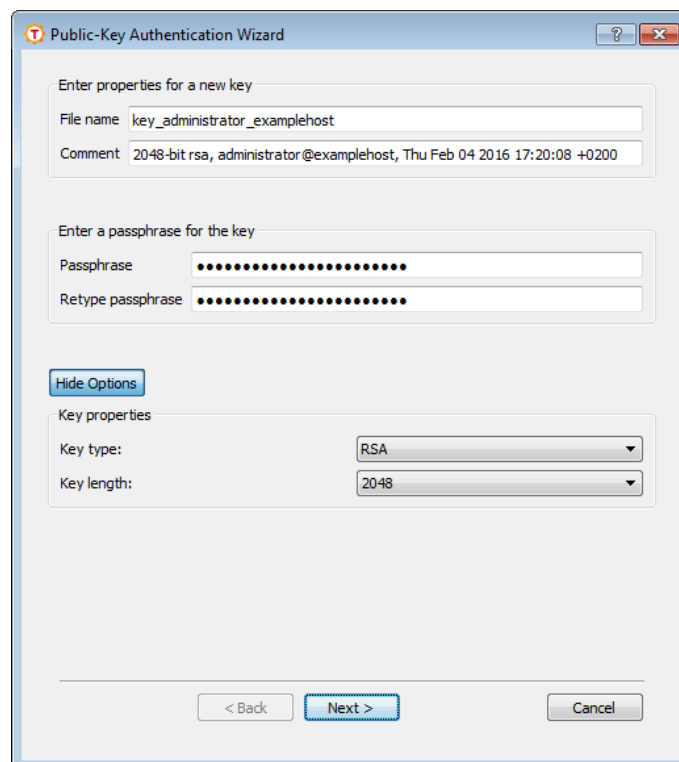 Public-Key Authentication Wizard
Enter properties for a new key
File name key_administrator_examplehost
Comment 2048-bit rsa, administrator@examplehost, Thu Feb 04 2016 17:20:08 +0200
Enter a passphrase for the key
Passphrase ●●●●●●●●●●●●●●●●●●●●●●●
Retype passphrase ●●●●●●●●●●●●●●●●●●●●●●●
Hide Options
Key properties
Key type: RSA
Key length: 2048
< Back Next > Cancel